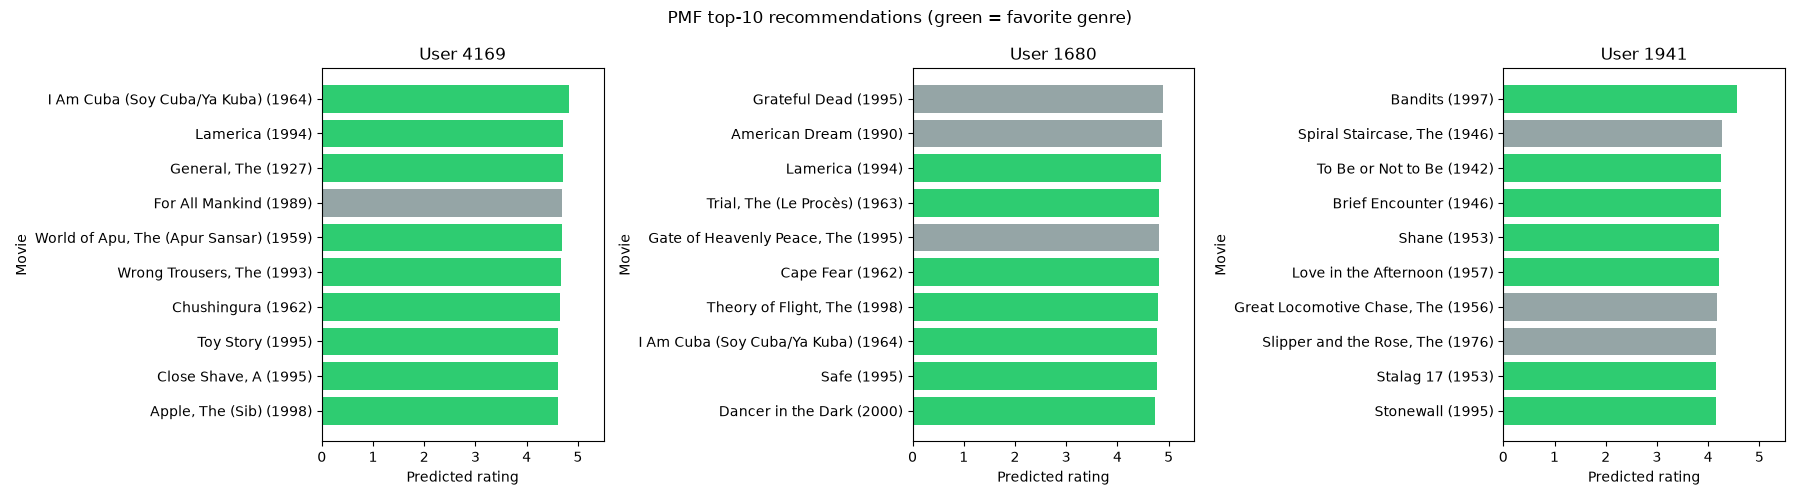 PMF top-10 recommendations (green = favorite genre)
User 4169
Movie
I Am Cuba (Soy Cuba/Ya Kuba) (1964)
Lamerica (1994)
General, The (1927)
For All Mankind (1989)
World of Apu, The (Apur Sansar) (1959)
Wrong Trousers, The (1993)
Chushingura (1962)
Toy Story (1995)
Close Shave, A (1995)
Apple, The (Sib) (1998)
0 1 2 3 4 5
Predicted rating
User 1680
Movie
Grateful Dead (1995)
American Dream (1990)
Lamerica (1994)
Trial, The (Le Procès) (1963)
Gate of Heavenly Peace, The (1995)
Cape Fear (1962)
Theory of Flight, The (1998)
I Am Cuba (Soy Cuba/Ya Kuba) (1964)
Safe (1995)
Dancer in the Dark (2000)
0 1 2 3 4 5
Predicted rating
User 1941
Movie
Bandits (1997)
Spiral Staircase, The (1946)
To Be or Not to Be (1942)
Brief Encounter (1946)
Shane (1953)
Love in the Afternoon (1957)
Great Locomotive Chase, The (1956)
Slipper and the Rose, The (1976)
Stalag 17 (1953)
Stonewall (1995)
0 1 2 3 4 5
Predicted rating